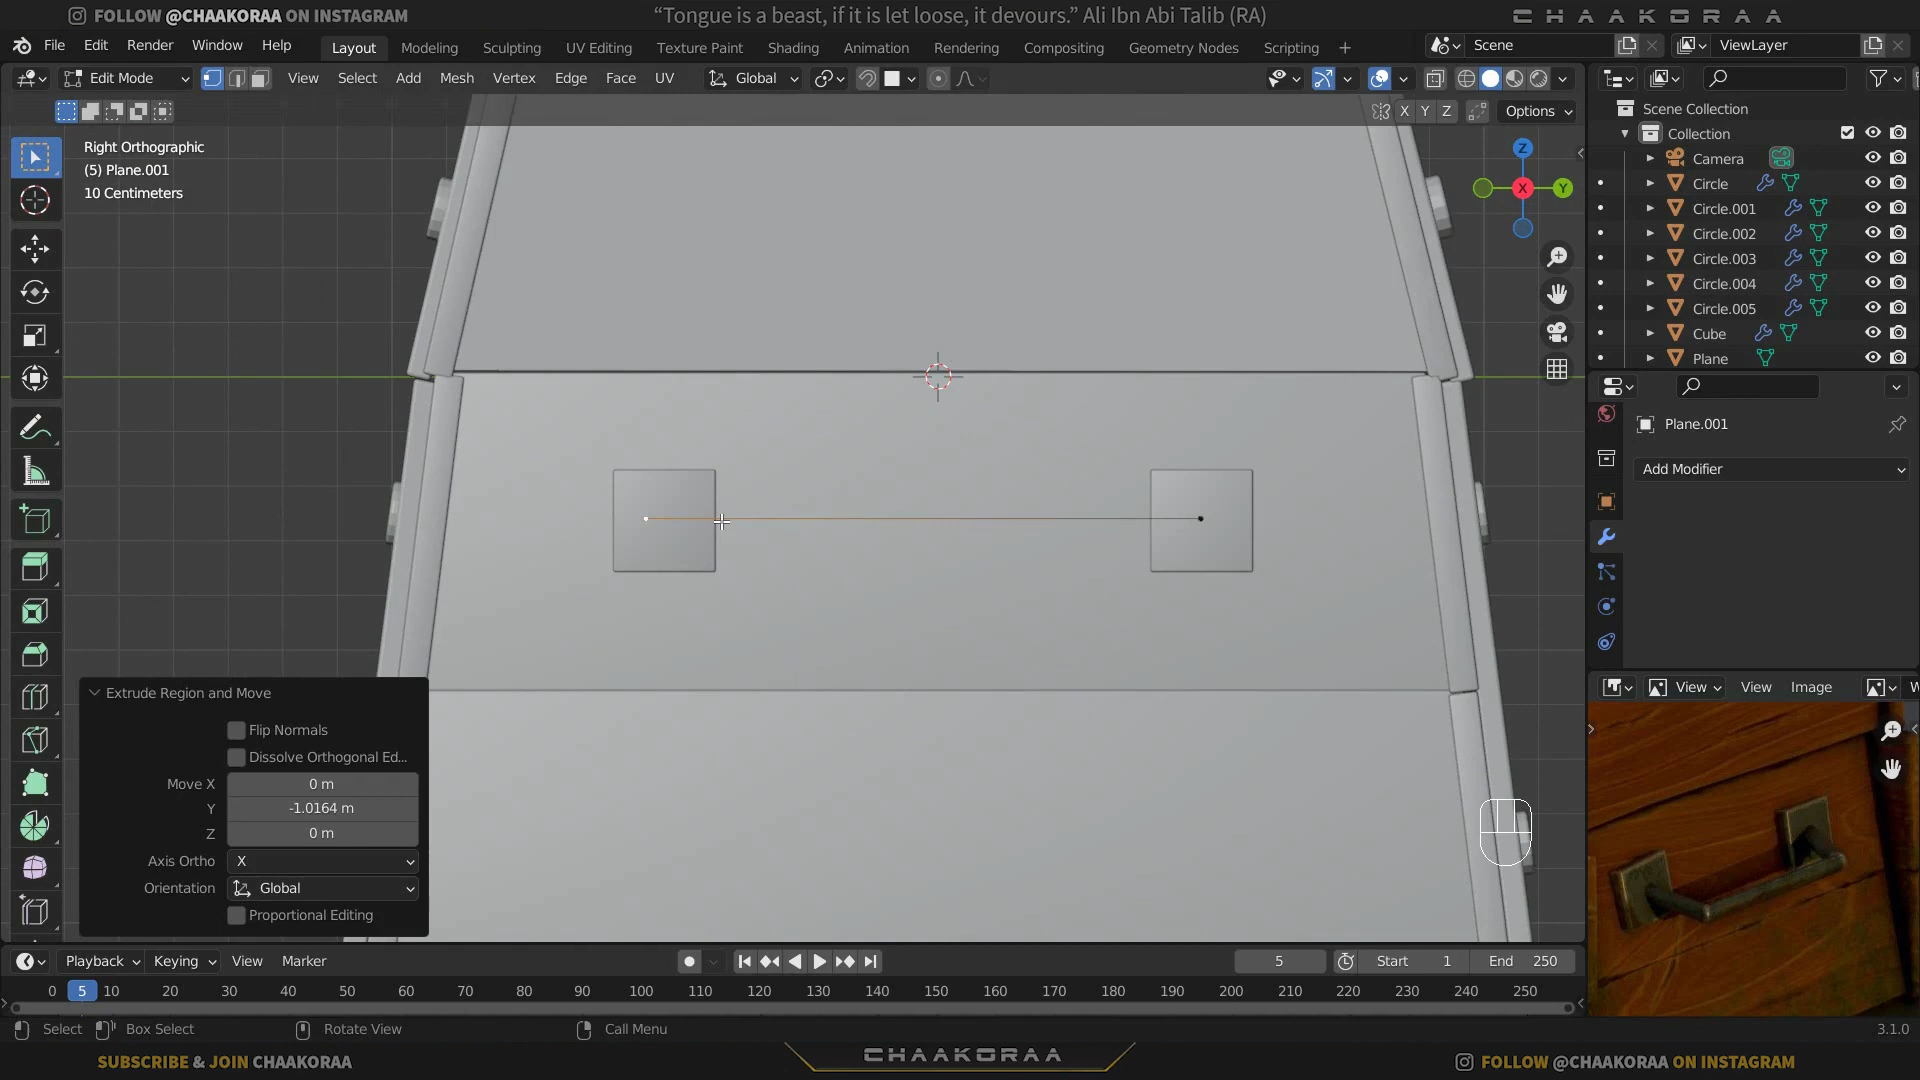 FOLLOW @CHAAKORAA ON INSTAGRAM
“Tongue is a beast, if it is let loose, it devours.” Ali Ibn Abi Talib (RA)
CHAAKORAA
File Edit Render Window Help
Layout Modeling Sculpting UV Editing Texture Paint Shading Animation Rendering Compositing Geometry Nodes Scripting +
Scene
ViewLayer
Edit Mode
View Select Add Mesh Vertex Edge Face UV
Global
X Y Z
Options
Right Orthographic
(5) Plane.001
10 Centimeters
Z
X
Y
Scene Collection
Collection
Camera
Circle
Circle.001
Circle.002
Circle.003
Circle.004
Circle.005
Cube
Plane
Plane.001
Add Modifier
View
View
Image
W
Extrude Region and Move
Flip Normals
Dissolve Orthogonal Ed...
Move X 0 m
Y -1.0164 m
Z 0 m
Axis Ortho X
Orientation Global
Proportional Editing
Playback Keying View Marker
5
Start 1
End 250
0 5 10 20 30 40 50 60 70 80 90 100 110 120 130 140 150 160 170 180 190 200 210 220 230 240 250
Select Box Select Rotate View Call Menu
3.1.0
SUBSCRIBE & JOIN CHAAKORAA
CHAAKORAA
FOLLOW @CHAAKORAA ON INSTAGRAM